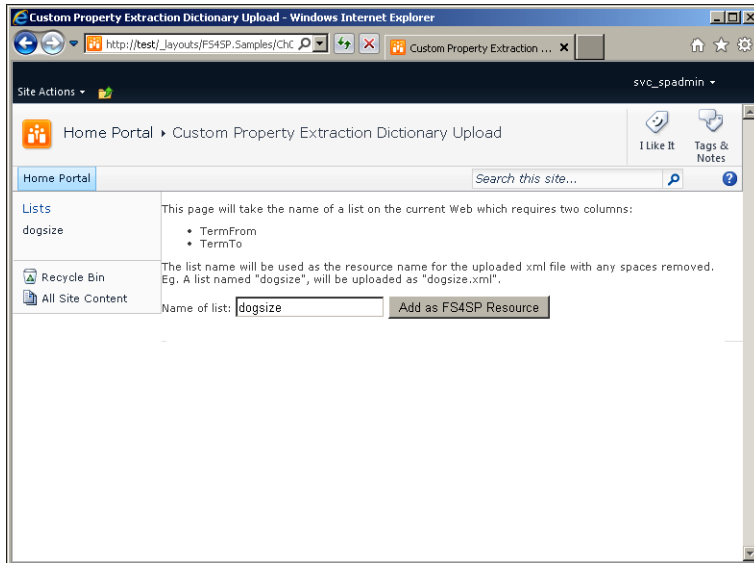 Custom Property Extraction Dictionary Upload - Windows Internet Explorer
http://test/_layouts/FS4SP.Samples/Ch
Custom Property Extraction ...
svc_spadmin
Site Actions
Home Portal ▸ Custom Property Extraction Dictionary Upload
I Like It
Tags & Notes
Home Portal
Search this site...
Lists
dogsize
Recycle Bin
All Site Content
This page will take the name of a list on the current Web which requires two columns:
• TermFrom
• TermTo
The list name will be used as the resource name for the uploaded xml file with any spaces removed.
Eg. A list named "dogsize", will be uploaded as "dogsize.xml".
Name of list: dogsize Add as FS4SP Resource